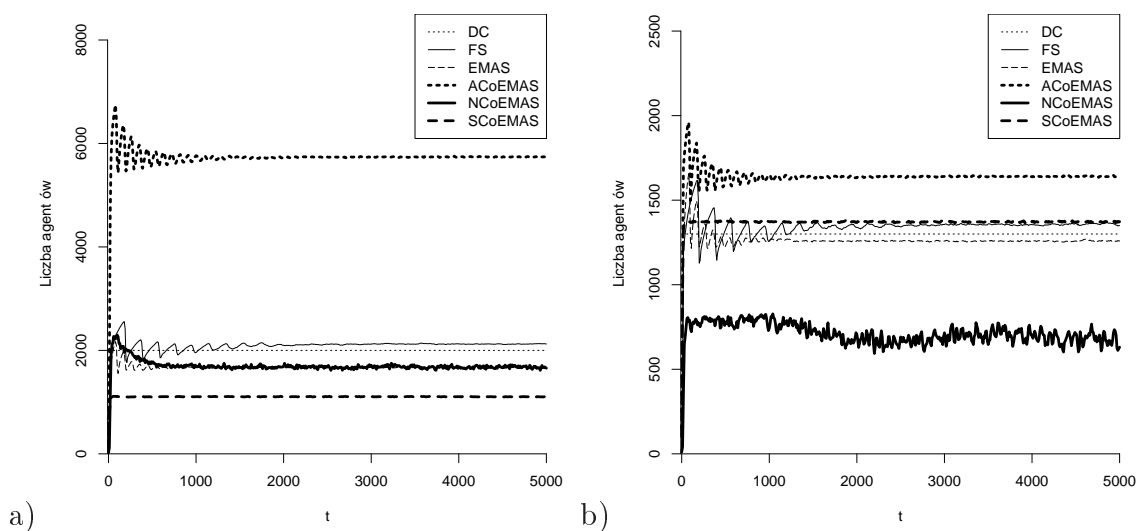 8000
6000
4000
2000
0
Liczba agent ów
0 1000 2000 3000 4000 5000
t
DC
FS
EMAS
ACoEMAS
NCoEMAS
SCoEMAS
a)
2500
2000
1500
1000
500
0
Liczba agent ów
0 1000 2000 3000 4000 5000
t
DC
FS
EMAS
ACoEMAS
NCoEMAS
SCoEMAS
b)